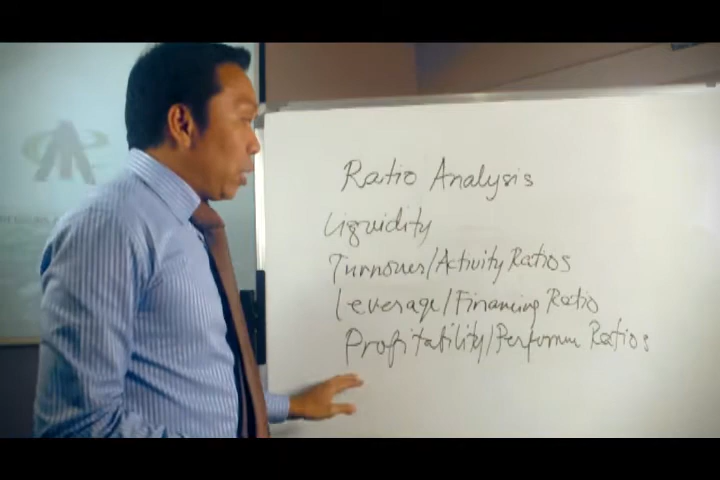 Ratio Analysis
Liquidity
Turnover/Activity Ratios
Leverage/Financing Ratio
Profitability/Perform Ratios